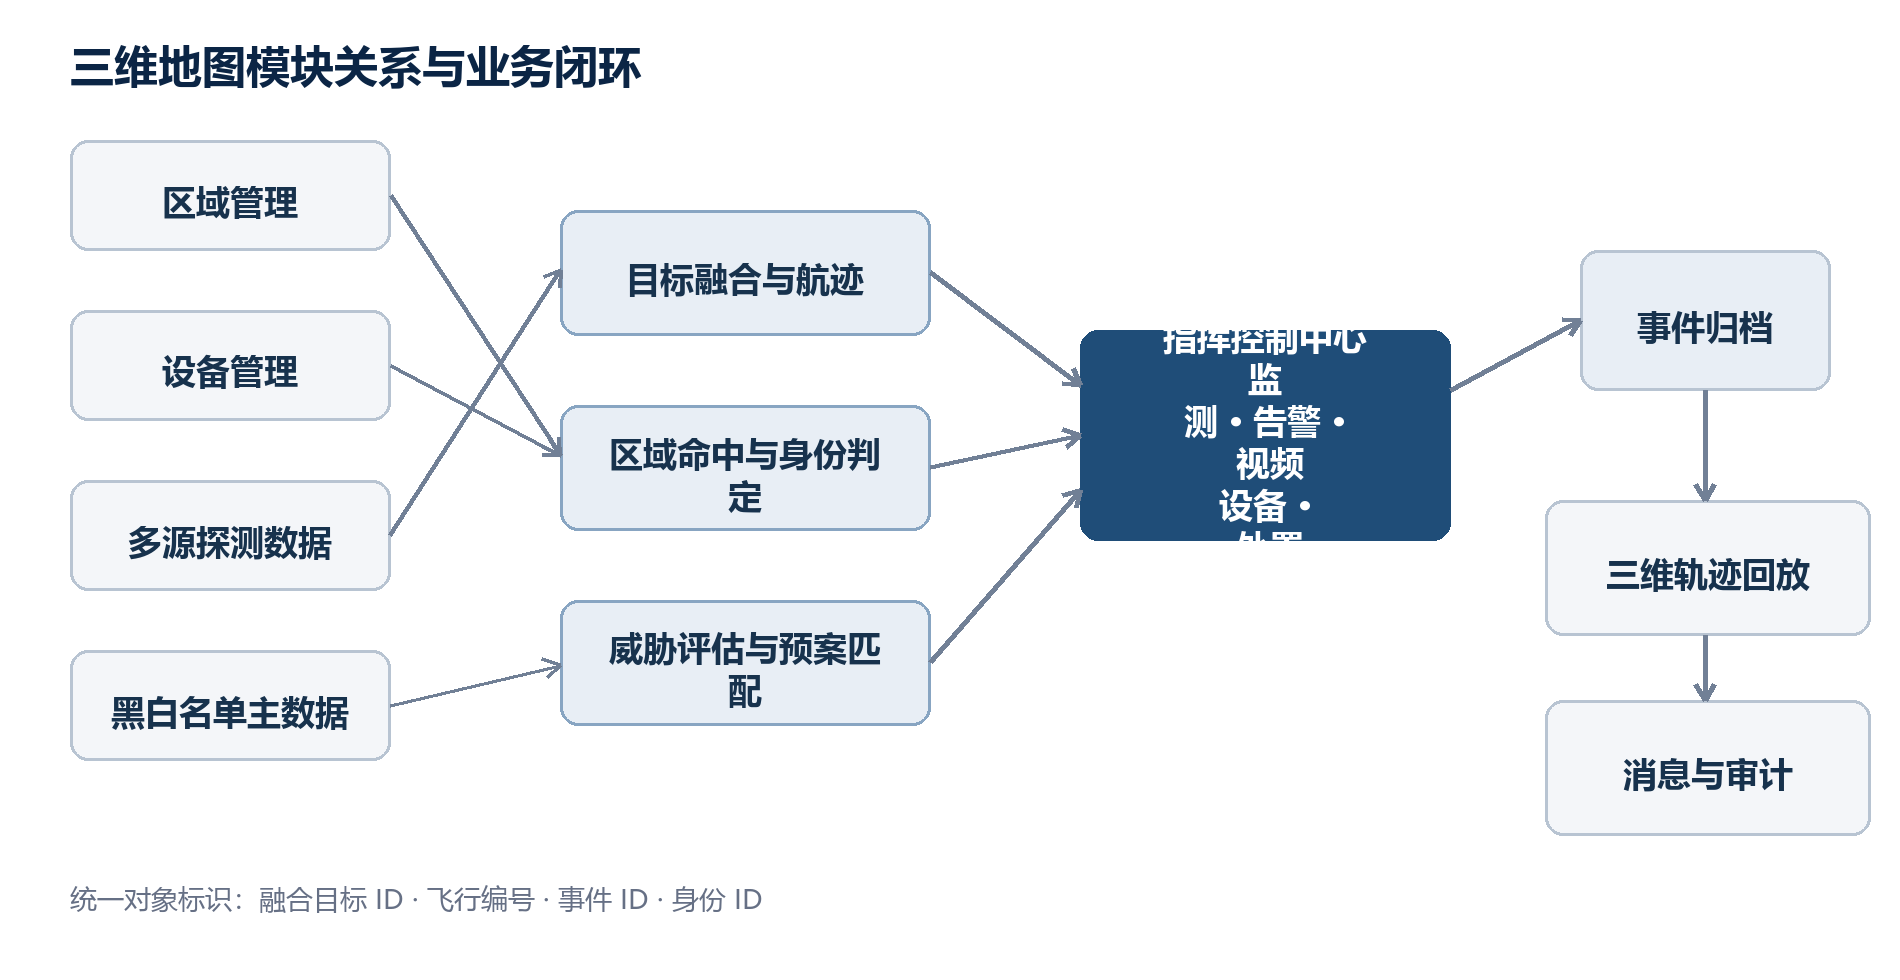 三维地图模块关系与业务闭环
区域管理
设备管理
多源探测数据
黑白名单主数据
目标融合与航迹
区域命中与身份判
定
威胁评估与预案匹
配
指挥控制中心
监
测·告警·
视频
设备·
处置
事件归档
三维轨迹回放
消息与审计
统一对象标识：融合目标 ID · 飞行编号 · 事件 ID · 身份 ID